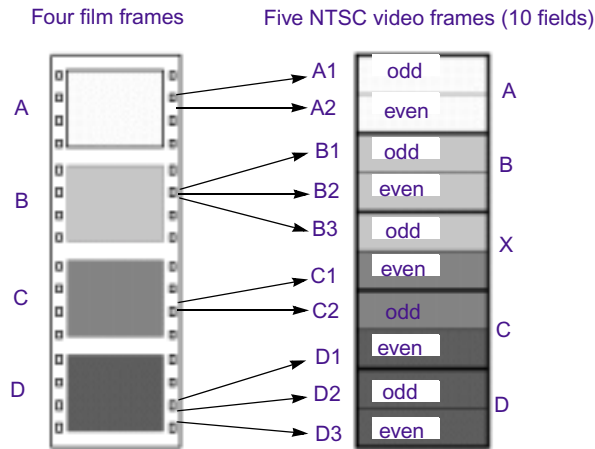 Four film frames
Five NTSC video frames (10 fields)
A
A1 odd
A2 even
A
B
B1 odd
B2 even
B
B3 odd
X
C
C1 even
C2 odd
C
D
D1 even
D2 odd
D
D3 even